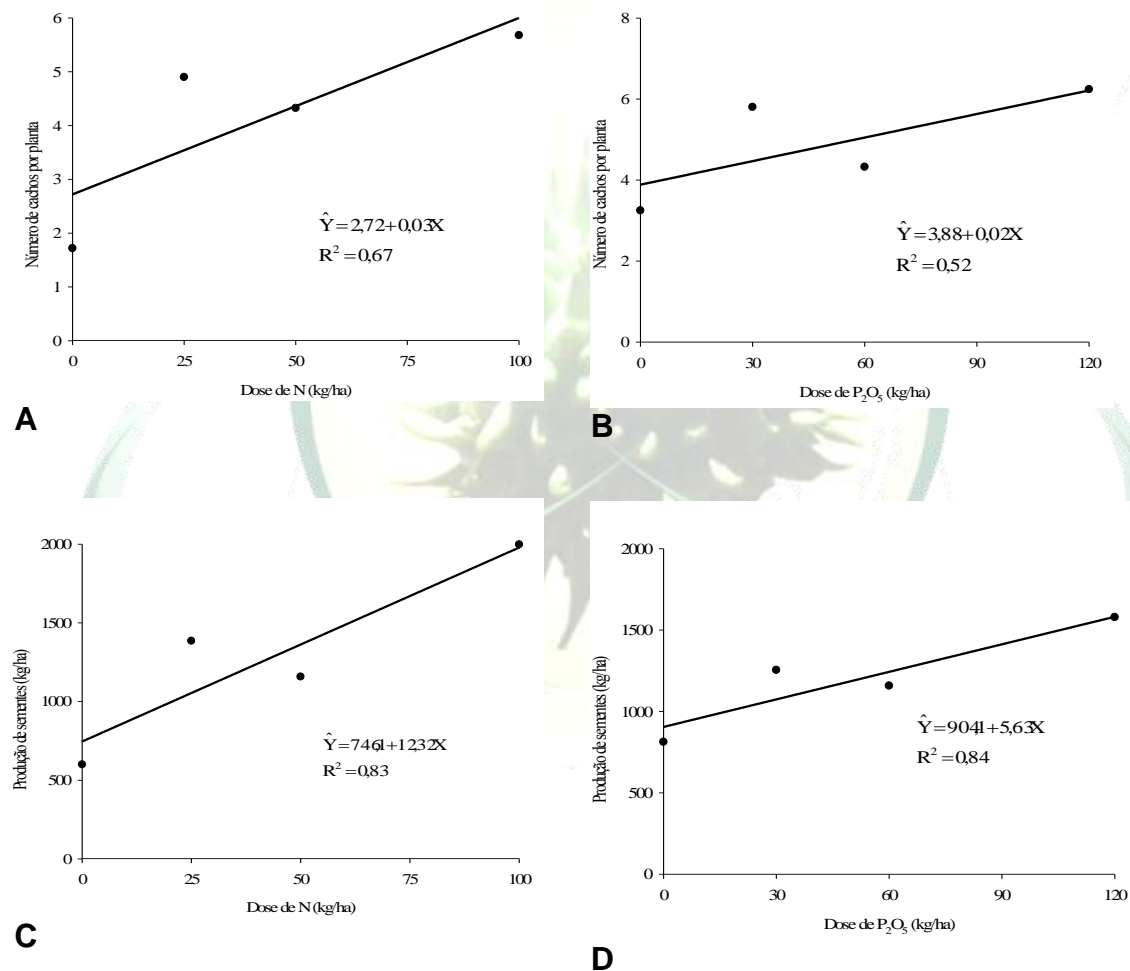 Número de cachos por planta
6
5
4
3
2
1
0
0 25 50 75 100
Dose de N (kg/ha)
Ŷ = 2,72 + 0,03X
R² = 0,67
A
Número de cachos por planta
8
6
4
2
0
0 30 60 90 120
Dose de P₂O₅ (kg/ha)
Ŷ = 3,88 + 0,02X
R² = 0,52
B
Produção de sementes (kg/ha)
2000
1500
1000
500
0
0 25 50 75 100
Dose de N (kg/ha)
Ŷ = 746,1 + 12,32X
R² = 0,83
C
Produção de sementes (kg/ha)
2000
1500
1000
500
0
0 30 60 90 120
Dose de P₂O₅ (kg/ha)
Ŷ = 904,1 + 5,63X
R² = 0,84
D